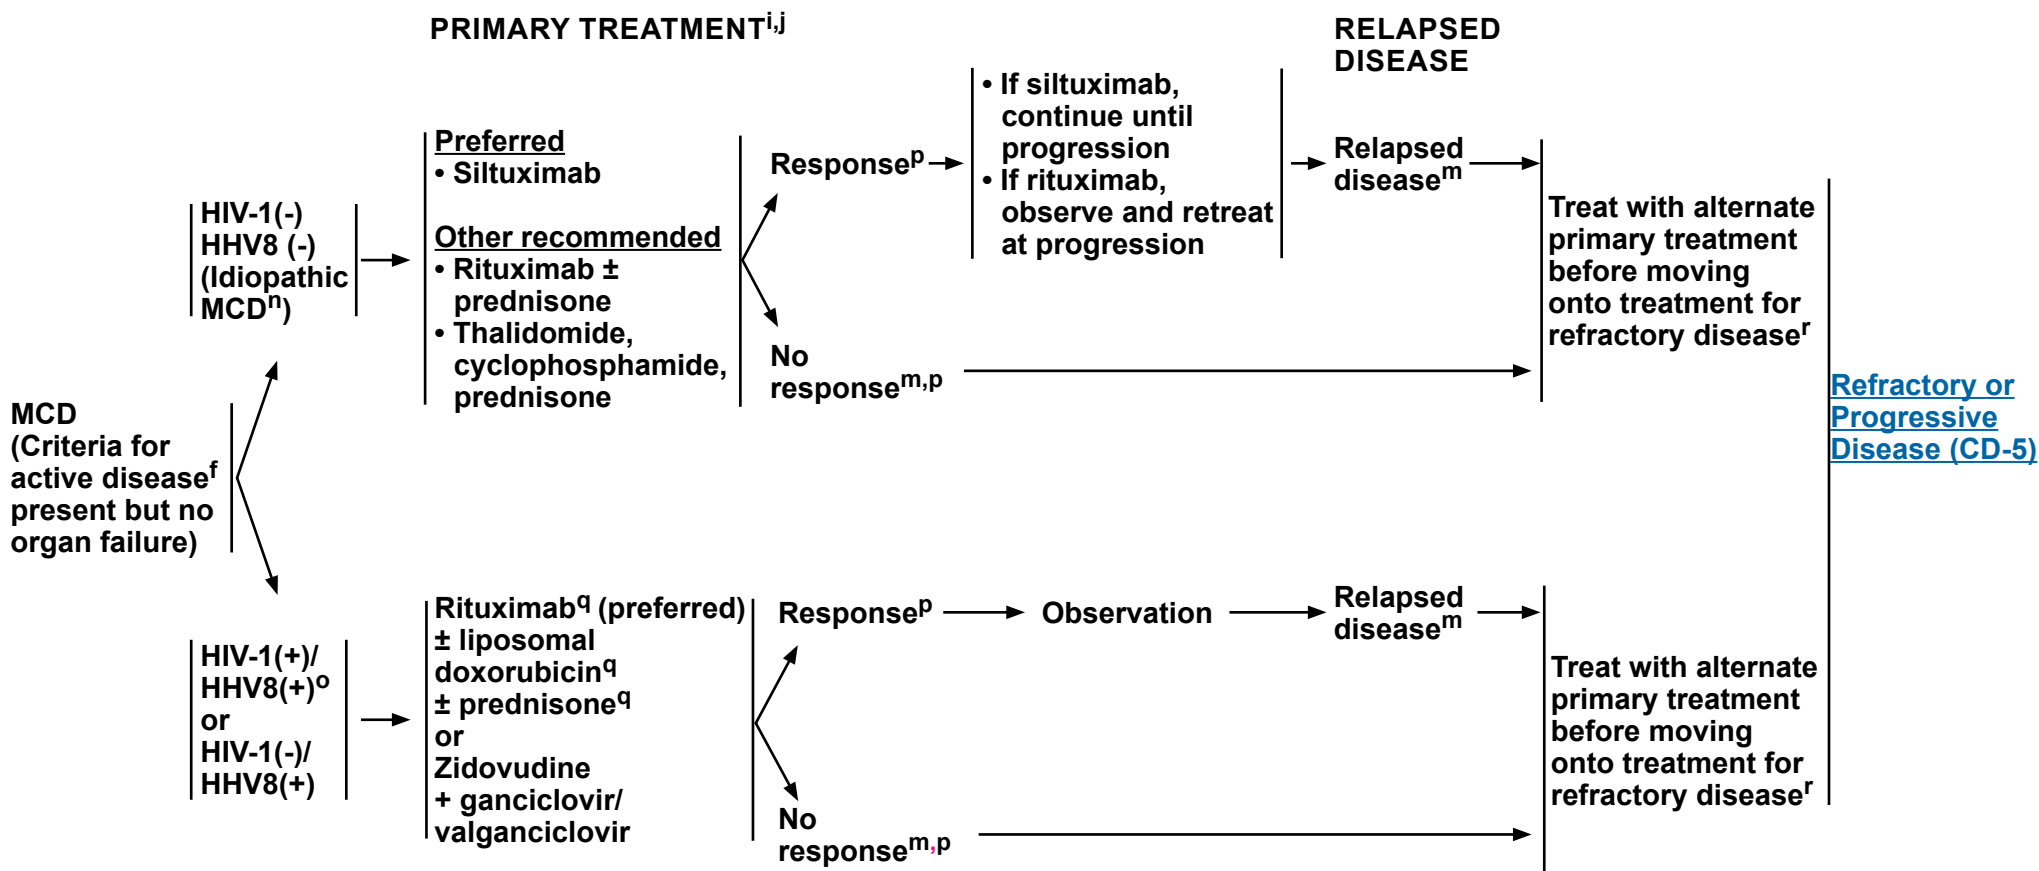 PRIMARY TREATMENTi,j
RELAPSED
DISEASE
MCD
(Criteria for
active diseasef
present but no
organ failure)
HIV-1(-)
HHV8 (-)
(Idiopathic
MCDn)
Preferred
• Siltuximab
Other recommended
• Rituximab ±
prednisone
• Thalidomide,
cyclophosphamide,
prednisone
Responsep
• If siltuximab,
continue until
progression
• If rituximab,
observe and retreat
at progression
Relapsed
diseasem
No
responsem,p
Treat with alternate
primary treatment
before moving
onto treatment for
refractory diseaser
HIV-1(+)/
HHV8(+)o
or
HIV-1(-)/
HHV8(+)
Rituximabq (preferred)
± liposomal
doxorubicinq
± prednisoneq
or
Zidovudine
+ ganciclovir/
valganciclovir
Responsep
Observation
Relapsed
diseasem
No
responsem,p
Treat with alternate
primary treatment
before moving
onto treatment for
refractory diseaser
Refractory or
Progressive
Disease (CD-5)